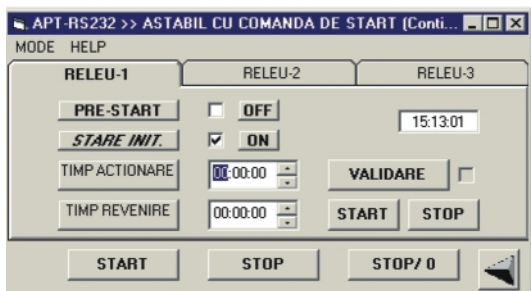 APT-RS232 >> ASTABIL CU COMANDA DE START (Conti...
MODE HELP
RELEU-1 RELEU-2 RELEU-3
PRE-START OFF 15:13:01
STARE INIT. ON
TIMP ACTIONARE 00:00:00 VALIDARE
TIMP REVENIRE 00:00:00 START STOP
START STOP STOP/ 0